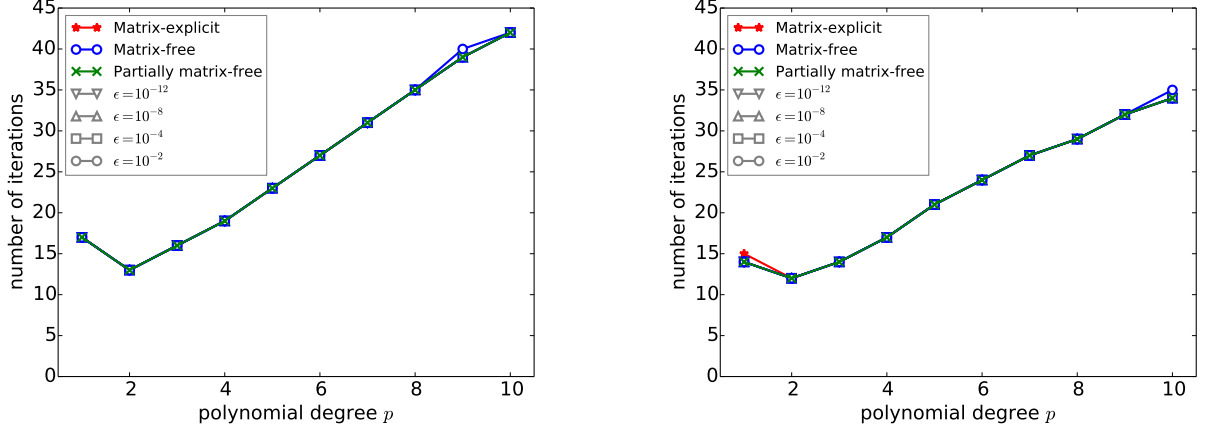 45
40
35
30
25
20
15
10
5
0
number of iterations
Matrix-explicit
Matrix-free
Partially matrix-free
ϵ=10⁻¹²
ϵ=10⁻⁸
ϵ=10⁻⁴
ϵ=10⁻²
2 4 6 8 10
polynomial degree p
45
40
35
30
25
20
15
10
5
0
number of iterations
Matrix-explicit
Matrix-free
Partially matrix-free
ϵ=10⁻¹²
ϵ=10⁻⁸
ϵ=10⁻⁴
ϵ=10⁻²
2 4 6 8 10
polynomial degree p